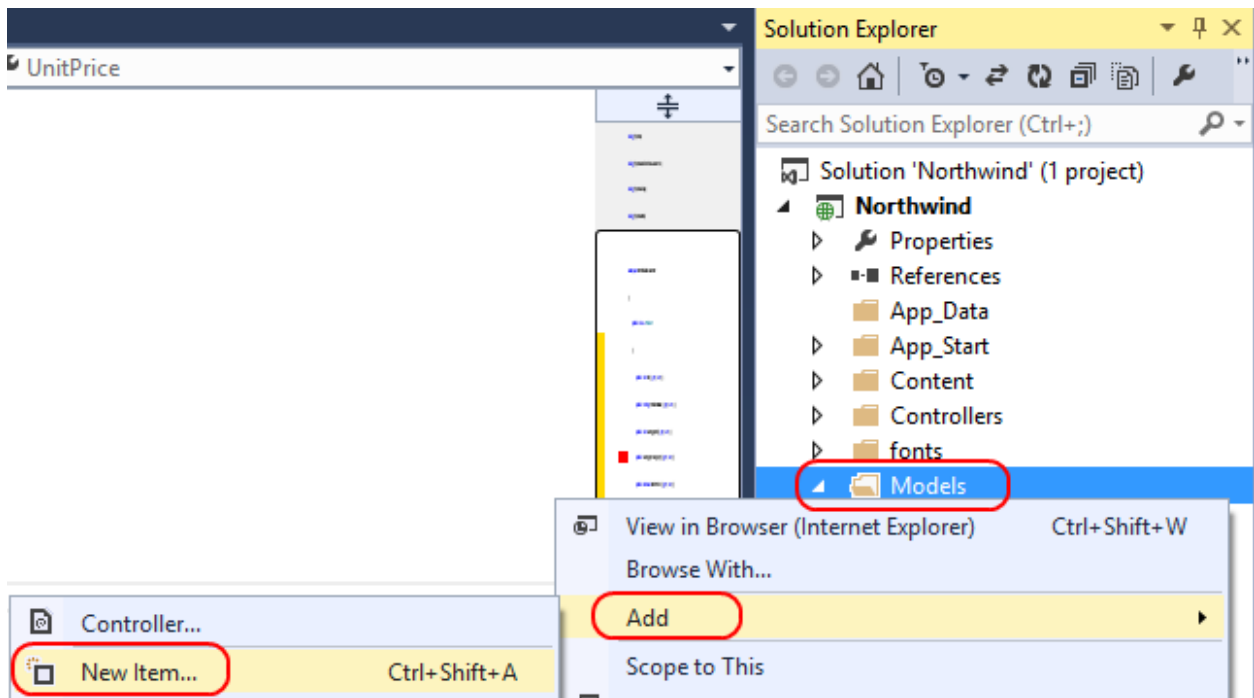 Solution Explorer
UnitPrice
Search Solution Explorer (Ctrl+;)
Solution 'Northwind' (1 project)
Northwind
Properties
References
App_Data
App_Start
Content
Controllers
fonts
Models
View in Browser (Internet Explorer) Ctrl+Shift+W
Browse With...
Add
Scope to This
Controller...
New Item... Ctrl+Shift+A